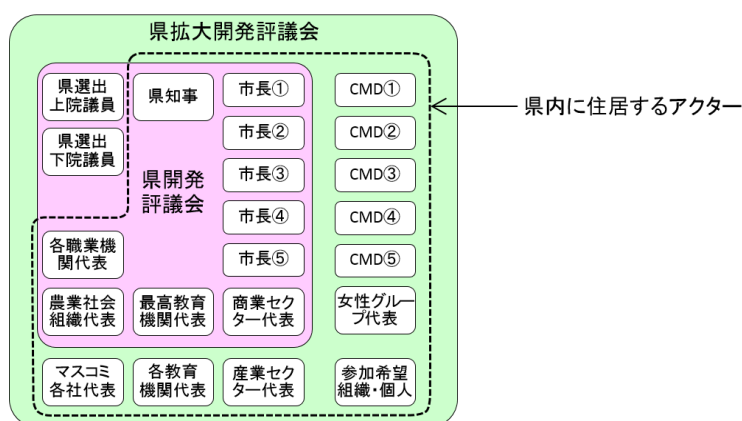 県拡大開発評議会
県選出
上院議員
県知事
市長①
CMD①
県内に住居するアクター
県選出
下院議員
市長②
CMD②
県開発
評議会
市長③
CMD③
市長④
CMD④
各職業機
関代表
市長⑤
CMD⑤
農業社会
組織代表
最高教育
機関代表
商業セク
ター代表
女性グルー
プ代表
マスコミ
各社代表
各教育
機関代表
産業セク
ター代表
参加希望
組織・個人